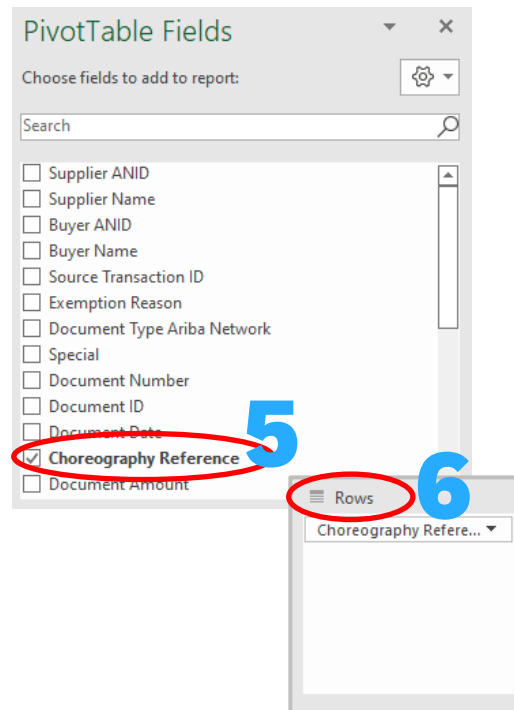 PivotTable Fields
Choose fields to add to report:
Search
Supplier ANID
Supplier Name
Buyer ANID
Buyer Name
Source Transaction ID
Exemption Reason
Document Type Ariba Network
Special
Document Number
Document ID
Document Date
Choreography Reference
5
Document Amount
Rows
6
Choreography Refere...